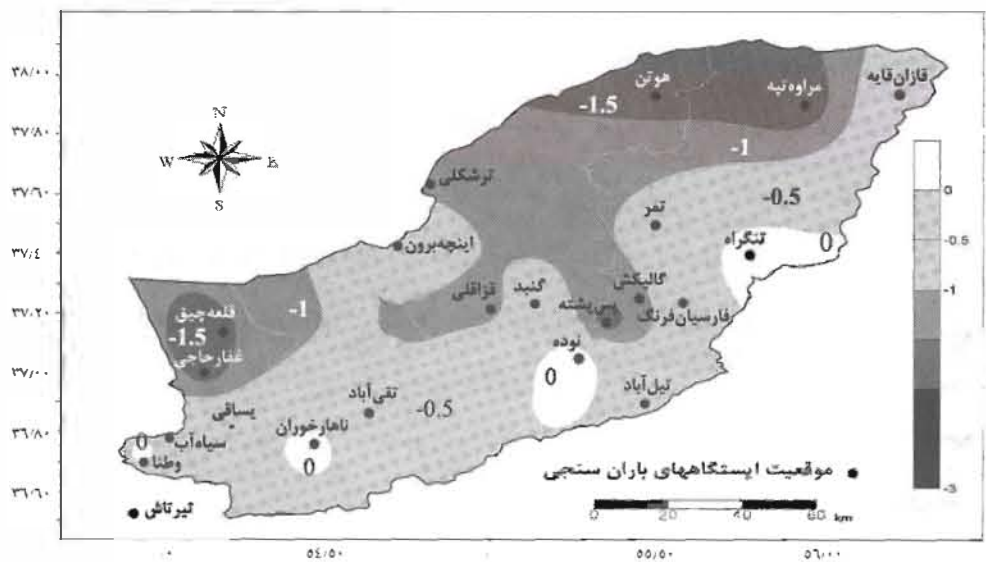 ۳۸/۰۰
۳۷/۸۰
۳۷/۶۰
۳۷/٤
۳۷/۲۰
۳۷/۰۰
۳۶/۸۰
۳۶/۶۰
N
W E
S
هوتن
مراوه تپه
قازان قایه
-1.5
-1
ترشکلی
تمر
-0.5
اینچه‌برون
تنگراه
0
قزاقلی
گنبد
گالیکش
پس‌پشته
فارسیان فرنگ
-1
قلعه‌چیق
-1.5
غفارحاجی
نوده
0
تیل‌آباد
تقی‌آباد
-0.5
یساقی
ناهارخوران
0
سیاه‌آب
0
وطنا
تیرتاش
0
-0.5
-1
-3
موقعیت ایستگاههای باران سنجی
0 20 40 60 km
۰
۵٤/۵۰
۰
۵۵/۵۰
۵۶/۰۰